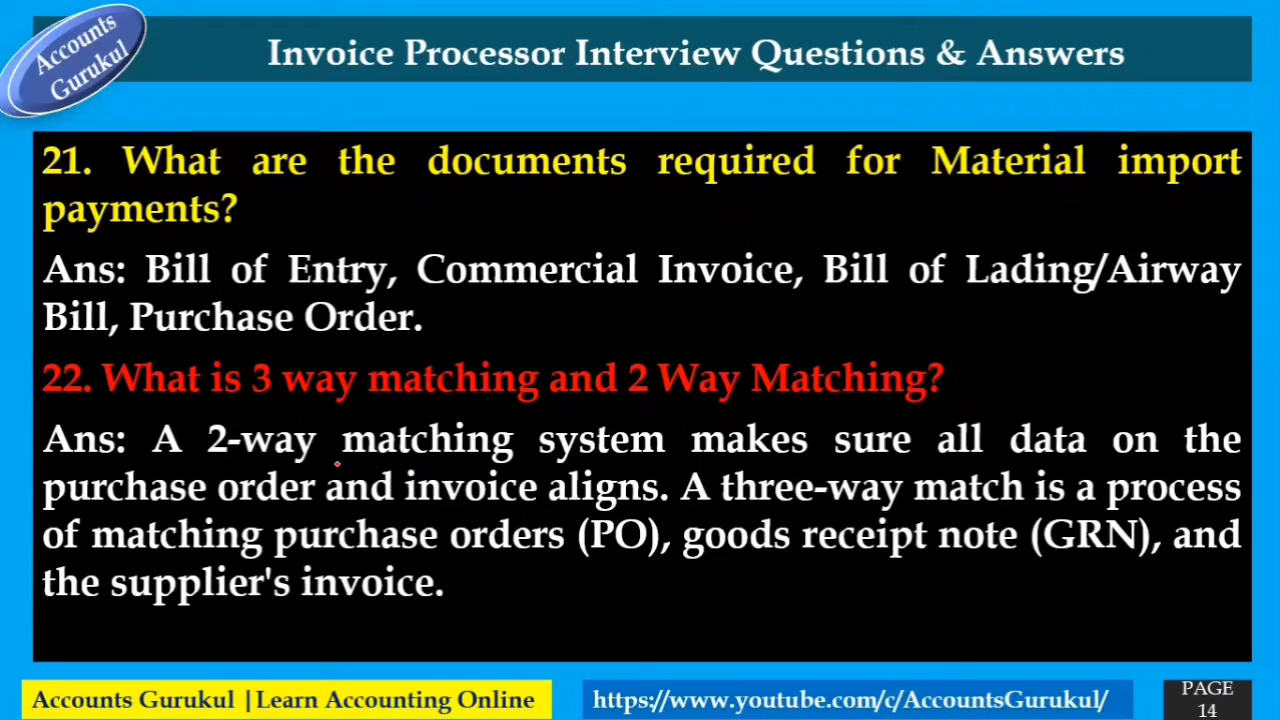 Accounts
Gurukul
Invoice Processor Interview Questions & Answers
21. What are the documents required for Material import
payments?
Ans: Bill of Entry, Commercial Invoice, Bill of Lading/Airway
Bill, Purchase Order.
22. What is 3 way matching and 2 Way Matching?
Ans: A 2-way matching system makes sure all data on the
purchase order and invoice aligns. A three-way match is a process
of matching purchase orders (PO), goods receipt note (GRN), and
the supplier's invoice.
Accounts Gurukul |Learn Accounting Online
https://www.youtube.com/c/AccountsGurukul/
PAGE
14